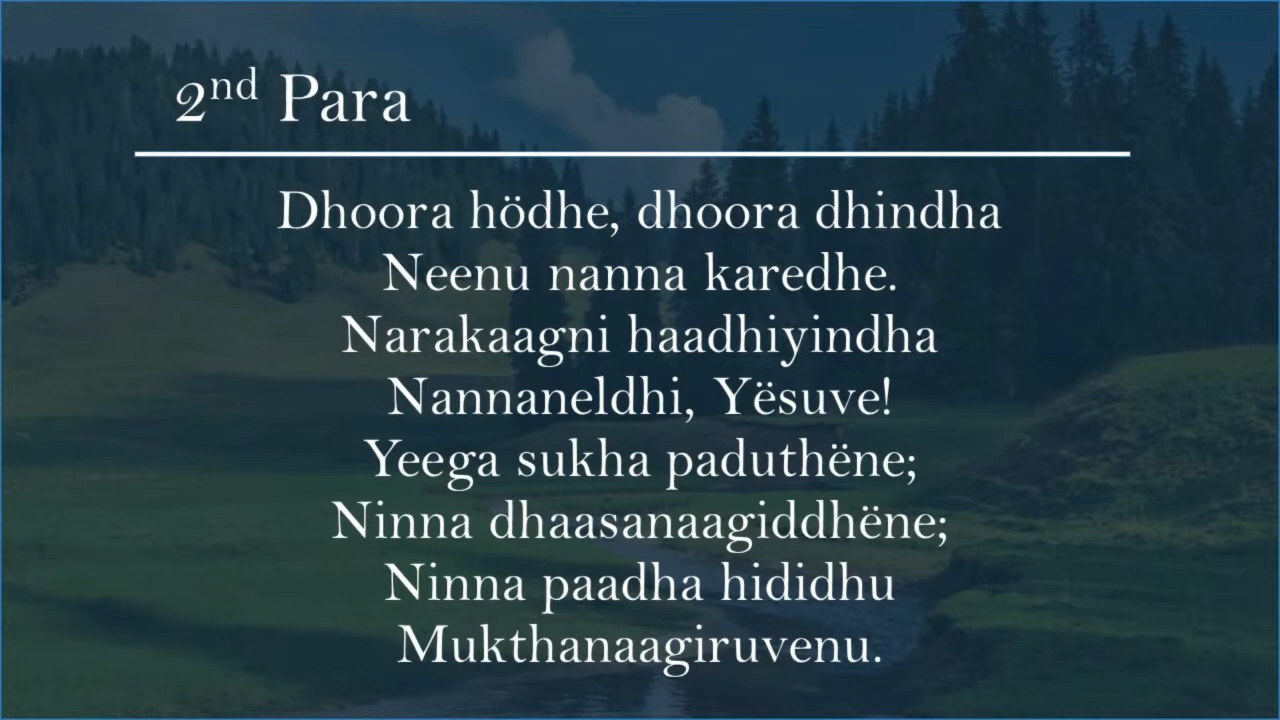 2nd Para
Dhoora hödhe, dhoora dhindha
Neenu nanna karedhe.
Narakaagni haadhiyindha
Nannaneldhi, Yësuve!
Yeega sukha paduthëne;
Ninna dhaasanaagiddhëne;
Ninna paadha hididhu
Mukthanaagiruvenu.